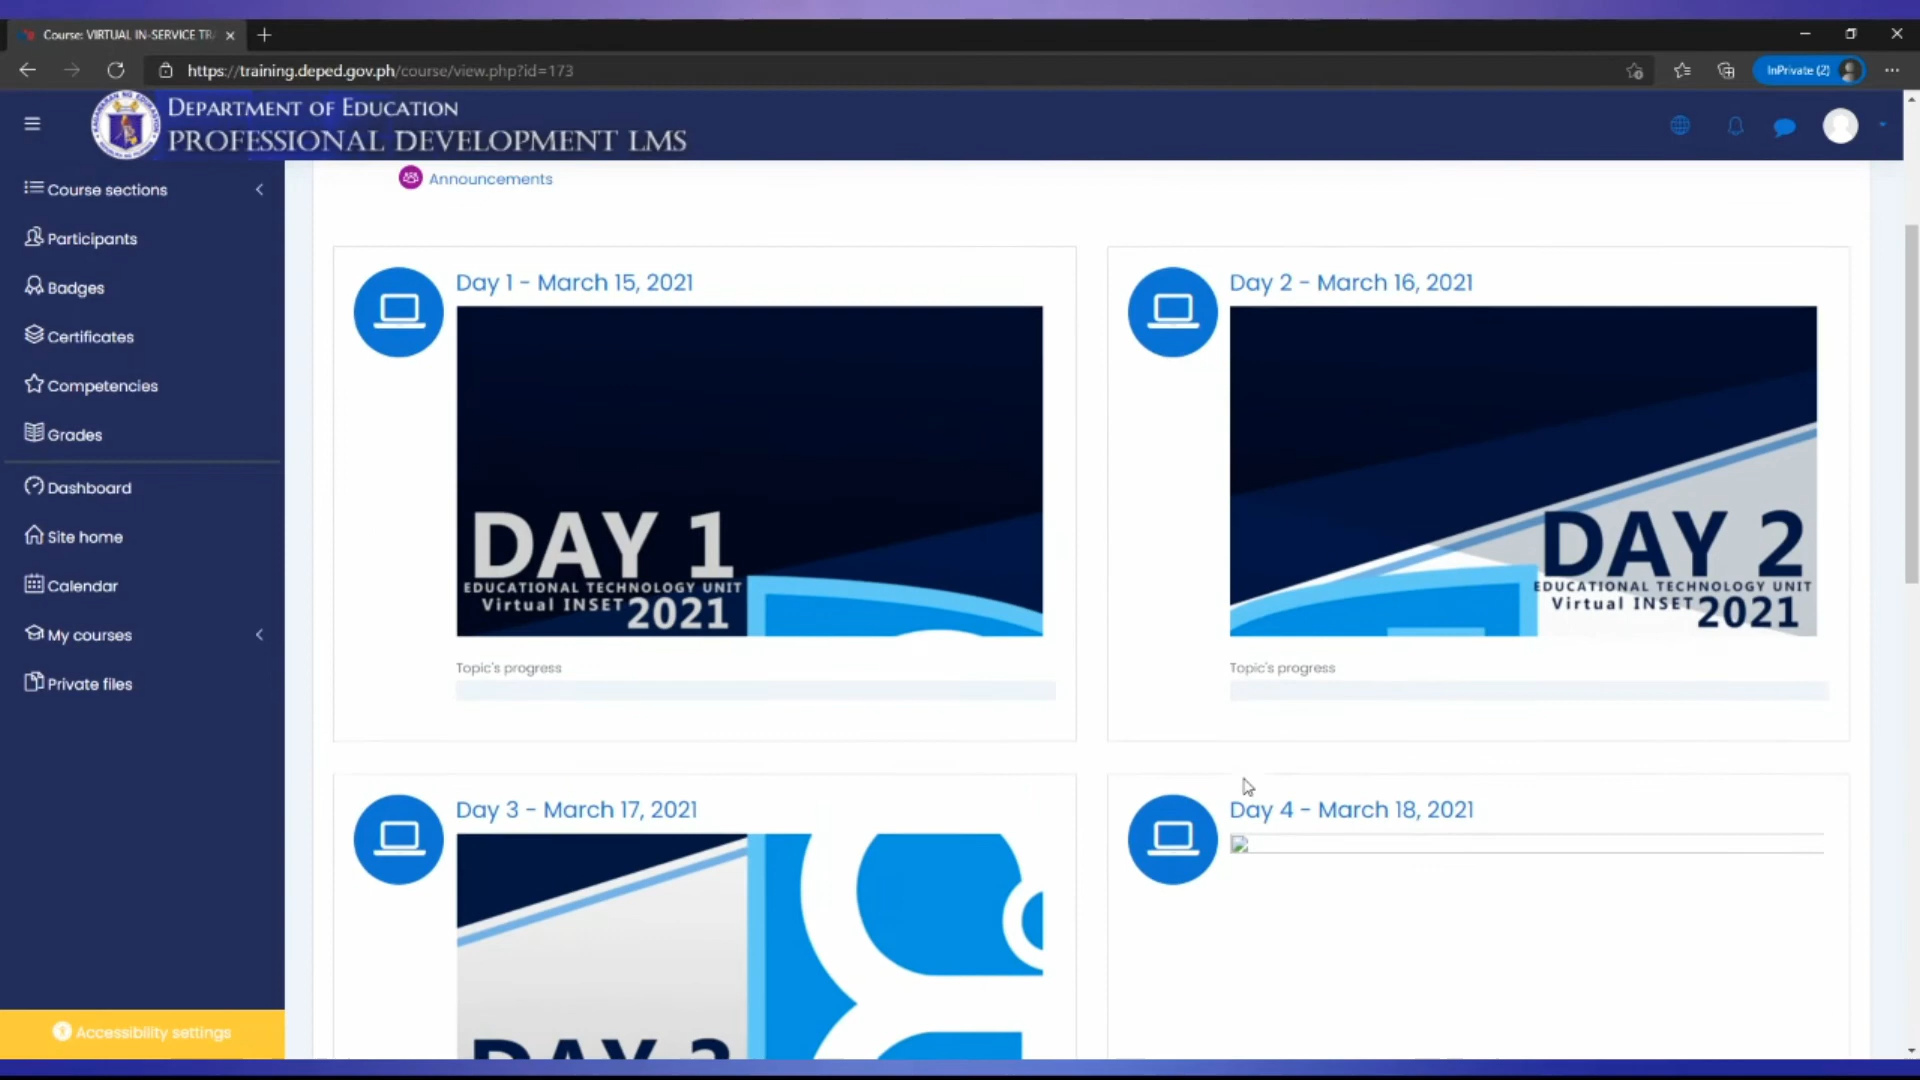 Course: VIRTUAL IN-SERVICE TR
https://training.deped.gov.ph/course/view.php?id=173
InPrivate (2)
DEPARTMENT OF EDUCATION
PROFESSIONAL DEVELOPMENT LMS
Course sections
Participants
Badges
Certificates
Competencies
Grades
Dashboard
Site home
Calendar
My courses
Private files
Accessibility settings
Announcements
Day 1 - March 15, 2021
DAY 1
EDUCATIONAL TECHNOLOGY UNIT
Virtual INSET 2021
Topic's progress
Day 2 - March 16, 2021
DAY 2
EDUCATIONAL TECHNOLOGY UNIT
Virtual INSET 2021
Topic's progress
Day 3 - March 17, 2021
DAY 3
Day 4 - March 18, 2021